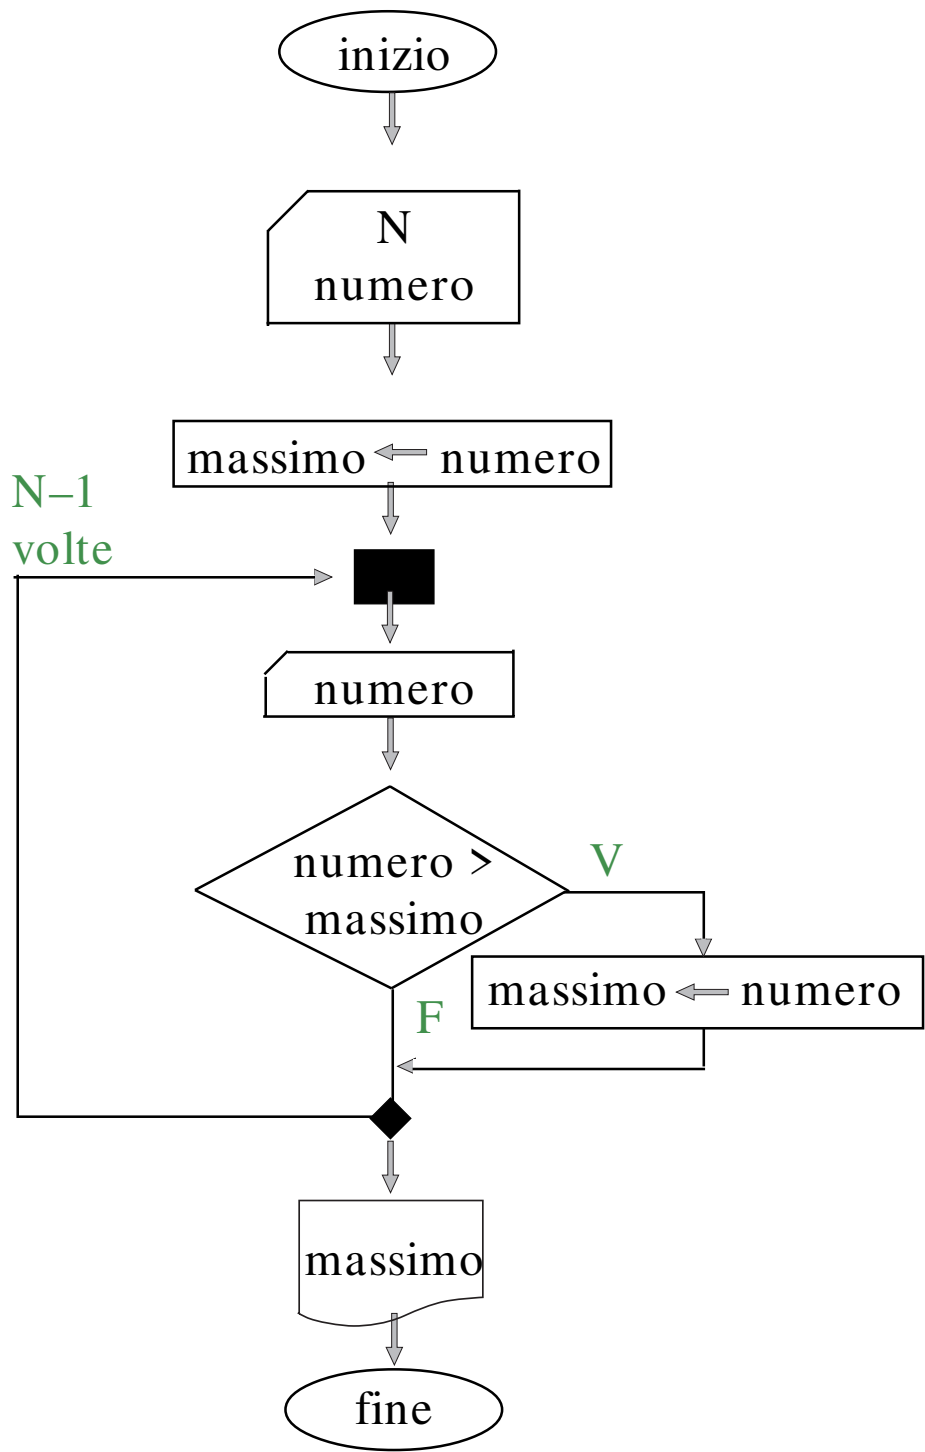 inizio
N
numero
massimo ← numero
N–1
volte
numero
numero >
massimo
V
massimo ← numero
F
massimo
fine